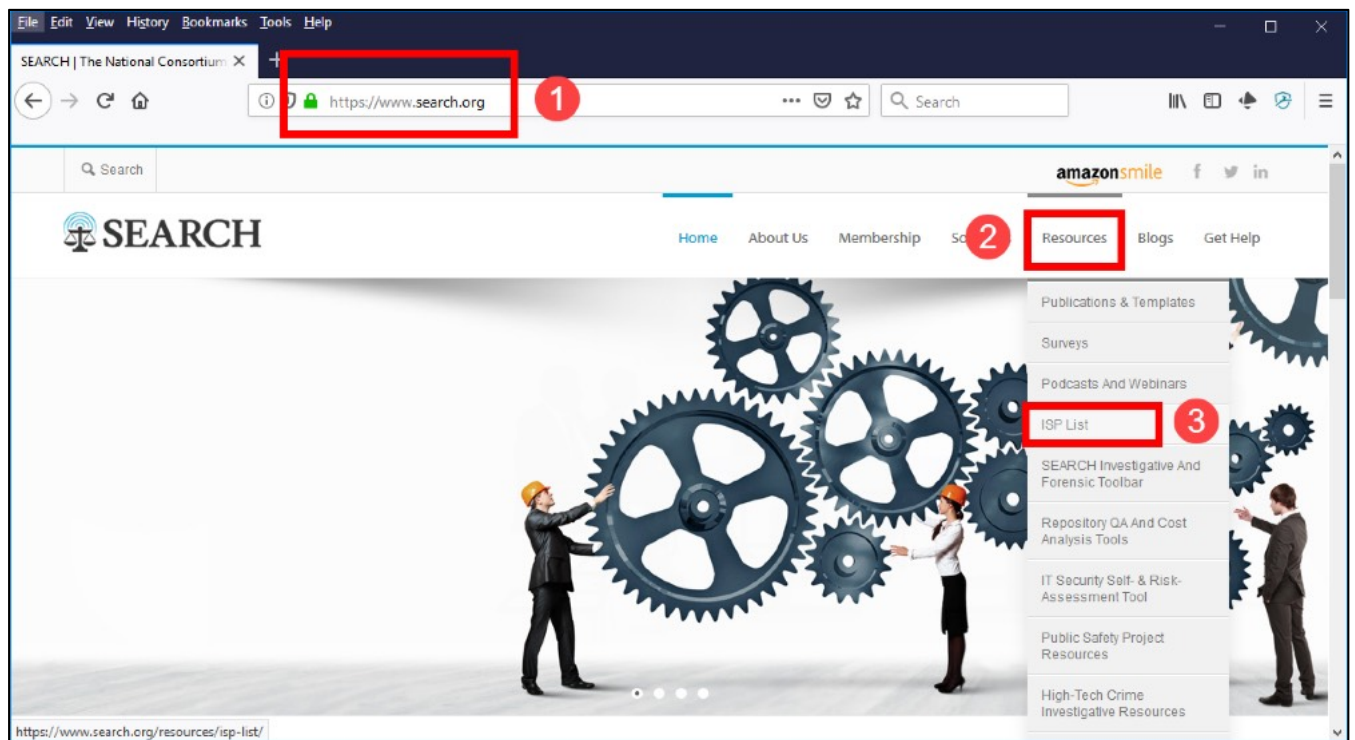 File Edit View History Bookmarks Tools Help
SEARCH | The National Consortium
https://www.search.org
1
Search
Search
amazonsmile
f
in
SEARCH
Home About Us Membership 2 Resources Blogs Get Help
Publications & Templates
Surveys
Podcasts And Webinars
ISP List
3
SEARCH Investigative And
Forensic Toolbar
Repository QA And Cost
Analysis Tools
IT Security Self- & Risk-
Assessment Tool
Public Safety Project
Resources
High-Tech Crime
Investigative Resources
https://www.search.org/resources/isp-list/